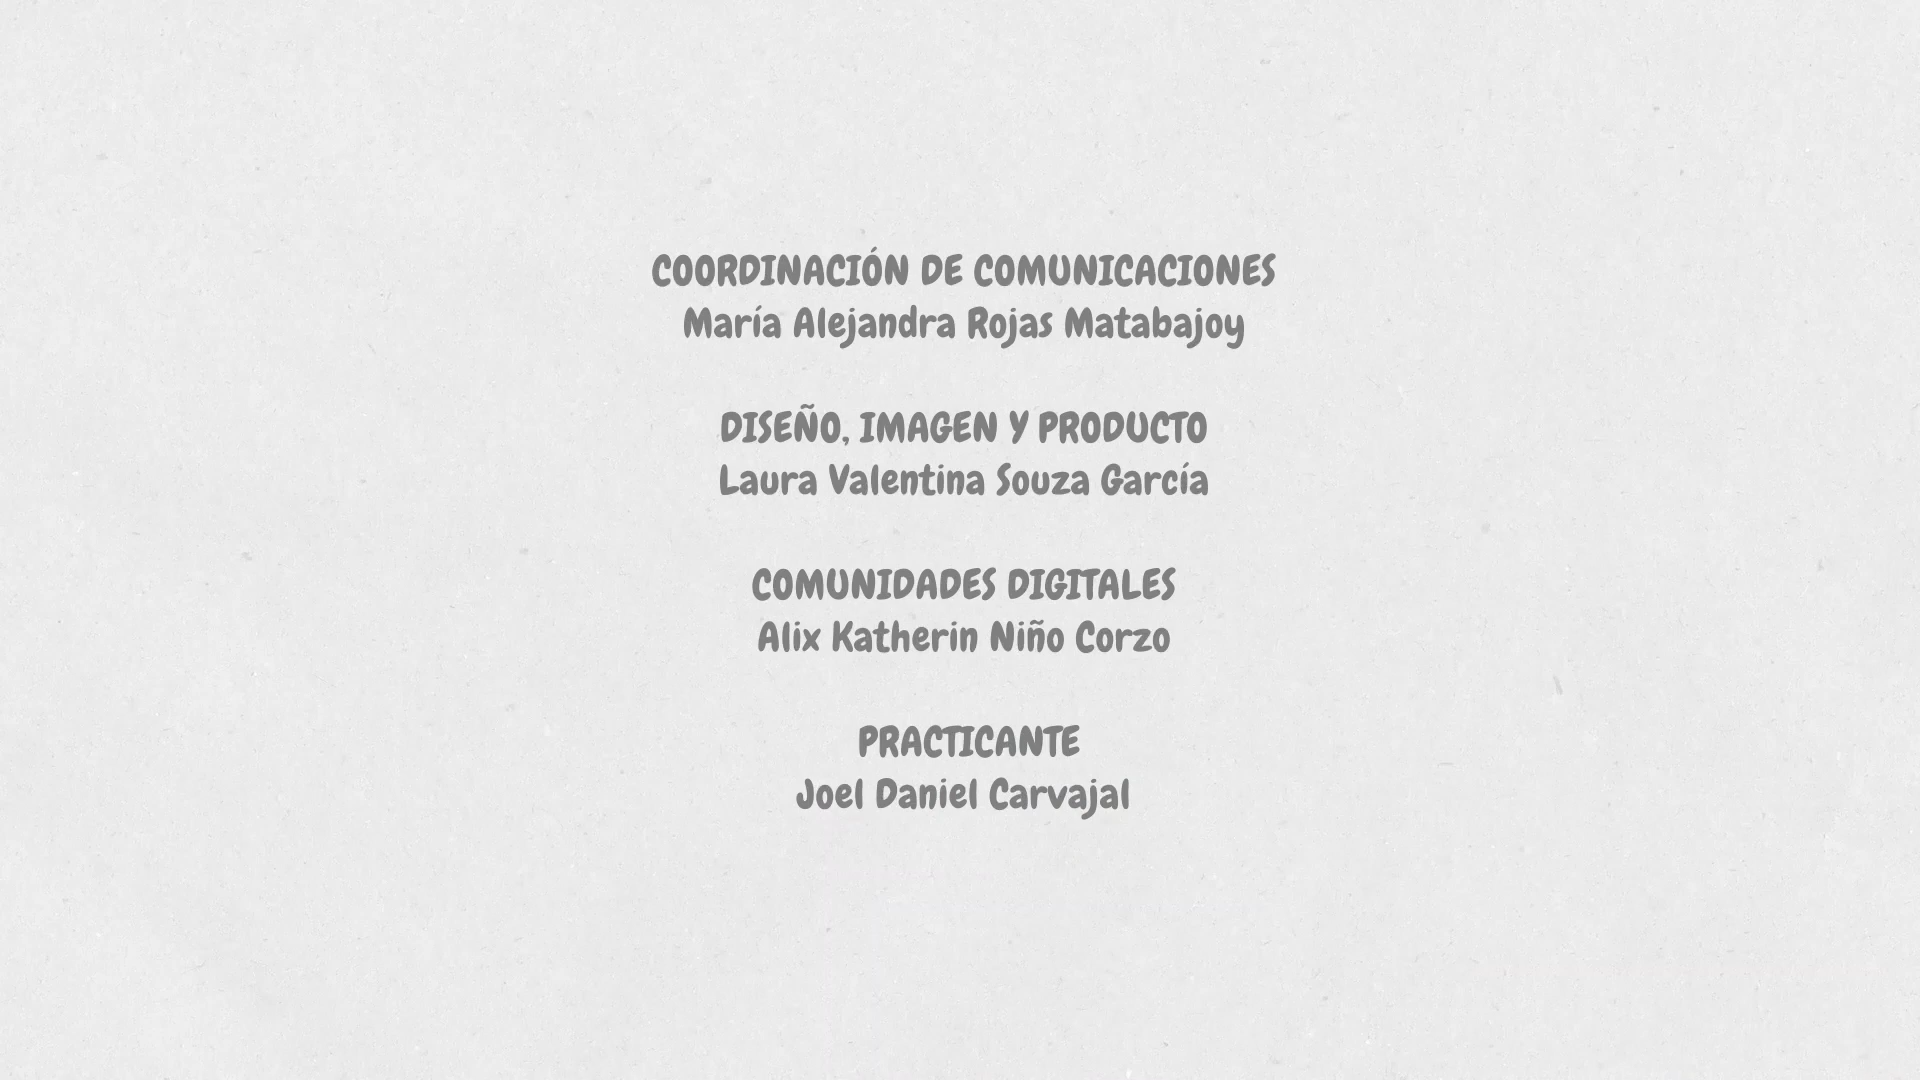 COORDINACIÓN DE COMUNICACIONES
María Alejandra Rojas Matabajoy
DISEÑO, IMAGEN Y PRODUCTO
Laura Valentina Souza García
COMUNIDADES DIGITALES
Alix Katherin Niño Corzo
PRACTICANTE
Joel Daniel Carvajal